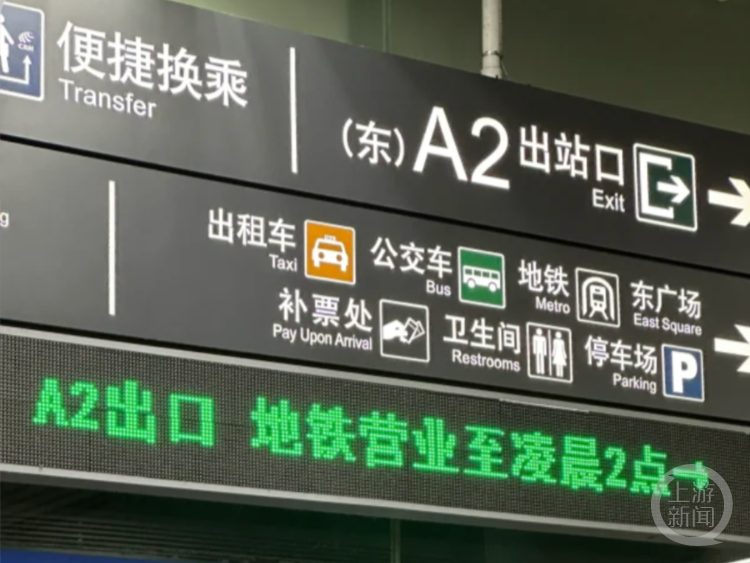 便捷换乘
Transfer
(东)A2出站口
Exit
出租车
Taxi
公交车
Bus
地铁
Metro
东广场
East Square
补票处
Pay Upon Arrival
卫生间
Restrooms
停车场
Parking
P
A2出口 地铁营业至凌晨2点→
上游新闻